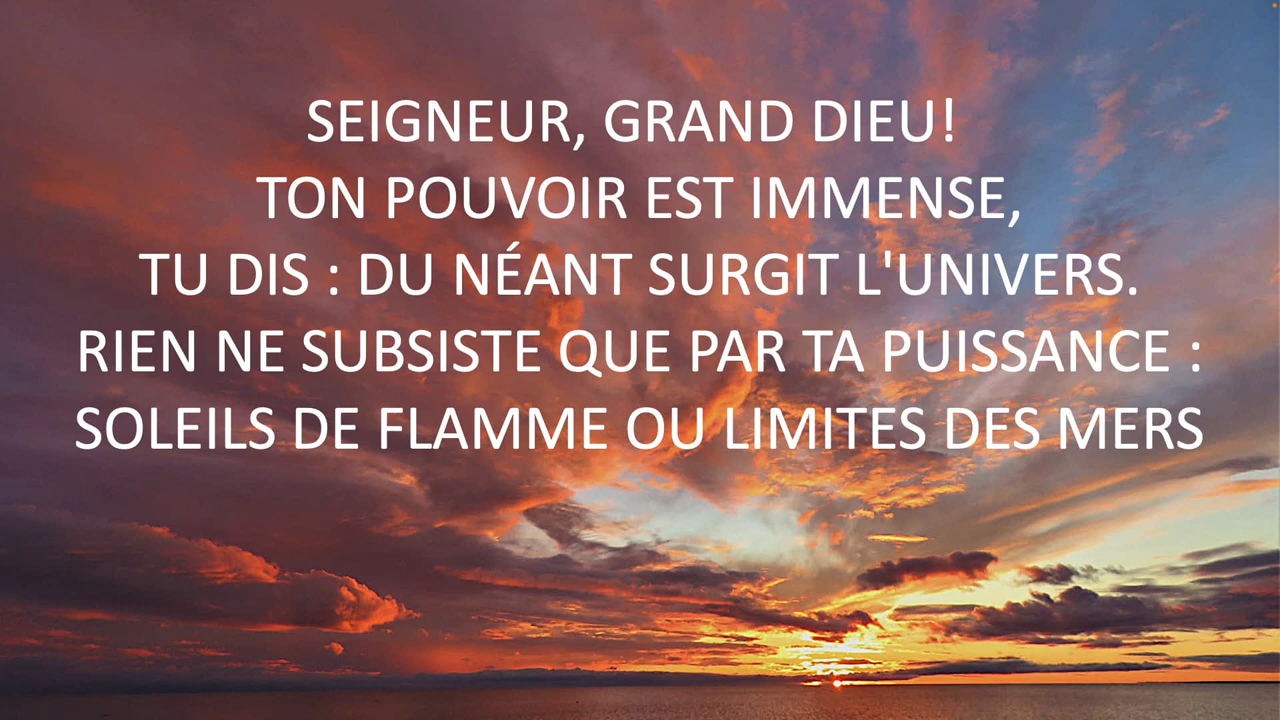 SEIGNEUR, GRAND DIEU!
TON POUVOIR EST IMMENSE,
TU DIS : DU NÉANT SURGIT L'UNIVERS.
RIEN NE SUBSISTE QUE PAR TA PUISSANCE :
SOLEILS DE FLAMME OU LIMITES DES MERS